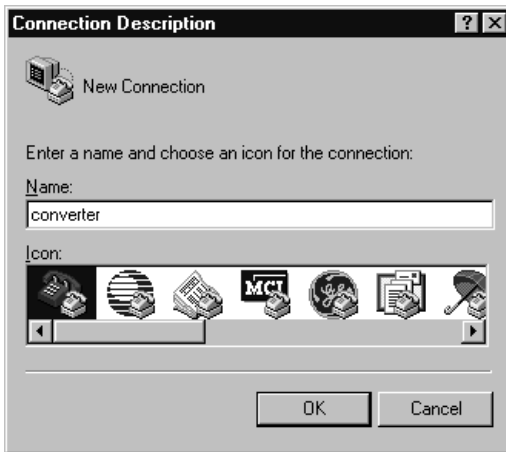 Connection Description
New Connection
Enter a name and choose an icon for the connection:
Name:
converter
Icon:
MCI
OK Cancel